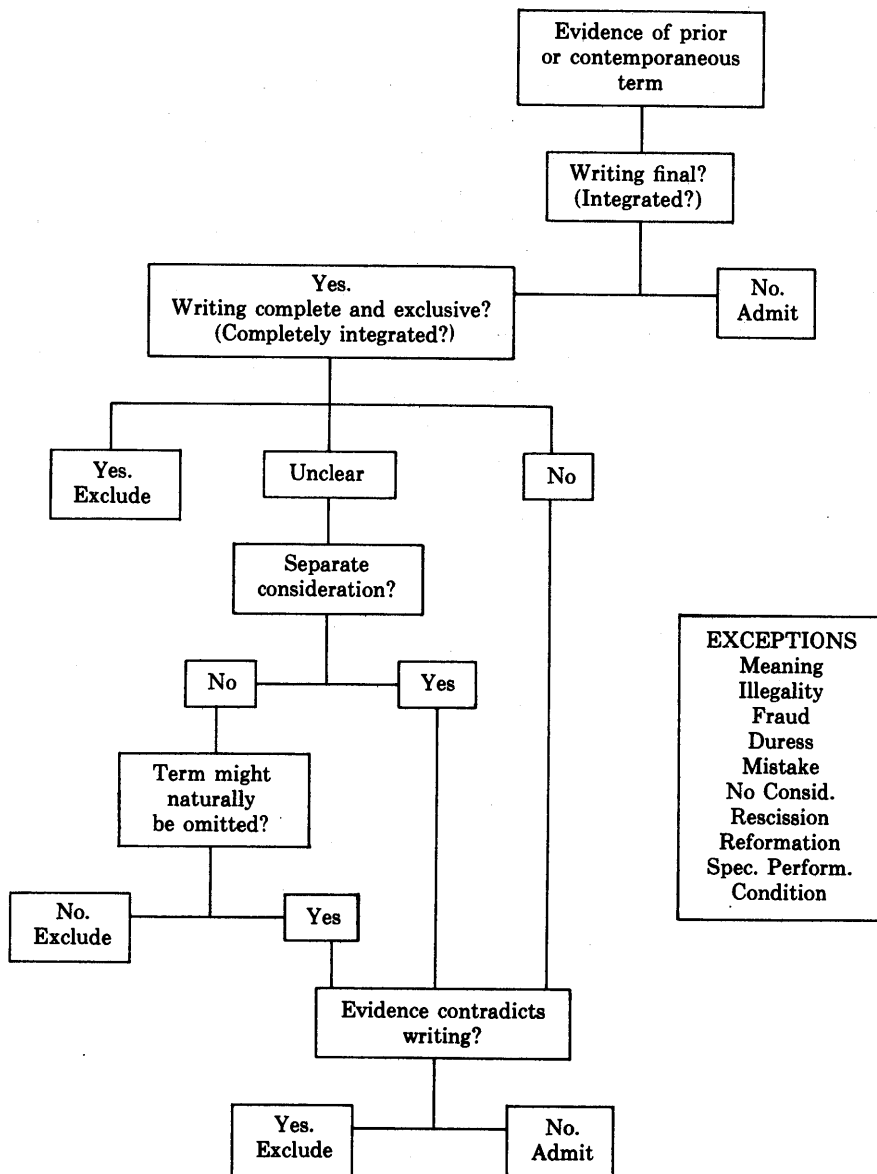 Evidence of prior
or contemporaneous
term
Writing final?
(Integrated?)
Yes.
Writing complete and exclusive?
(Completely integrated?)
No.
Admit
Yes.
Exclude
Unclear
No
Separate
consideration?
No
Yes
Term might
naturally
be omitted?
No.
Exclude
Yes
Evidence contradicts
writing?
Yes.
Exclude
No.
Admit
EXCEPTIONS
Meaning
Illegality
Fraud
Duress
Mistake
No Consid.
Rescission
Reformation
Spec. Perform.
Condition